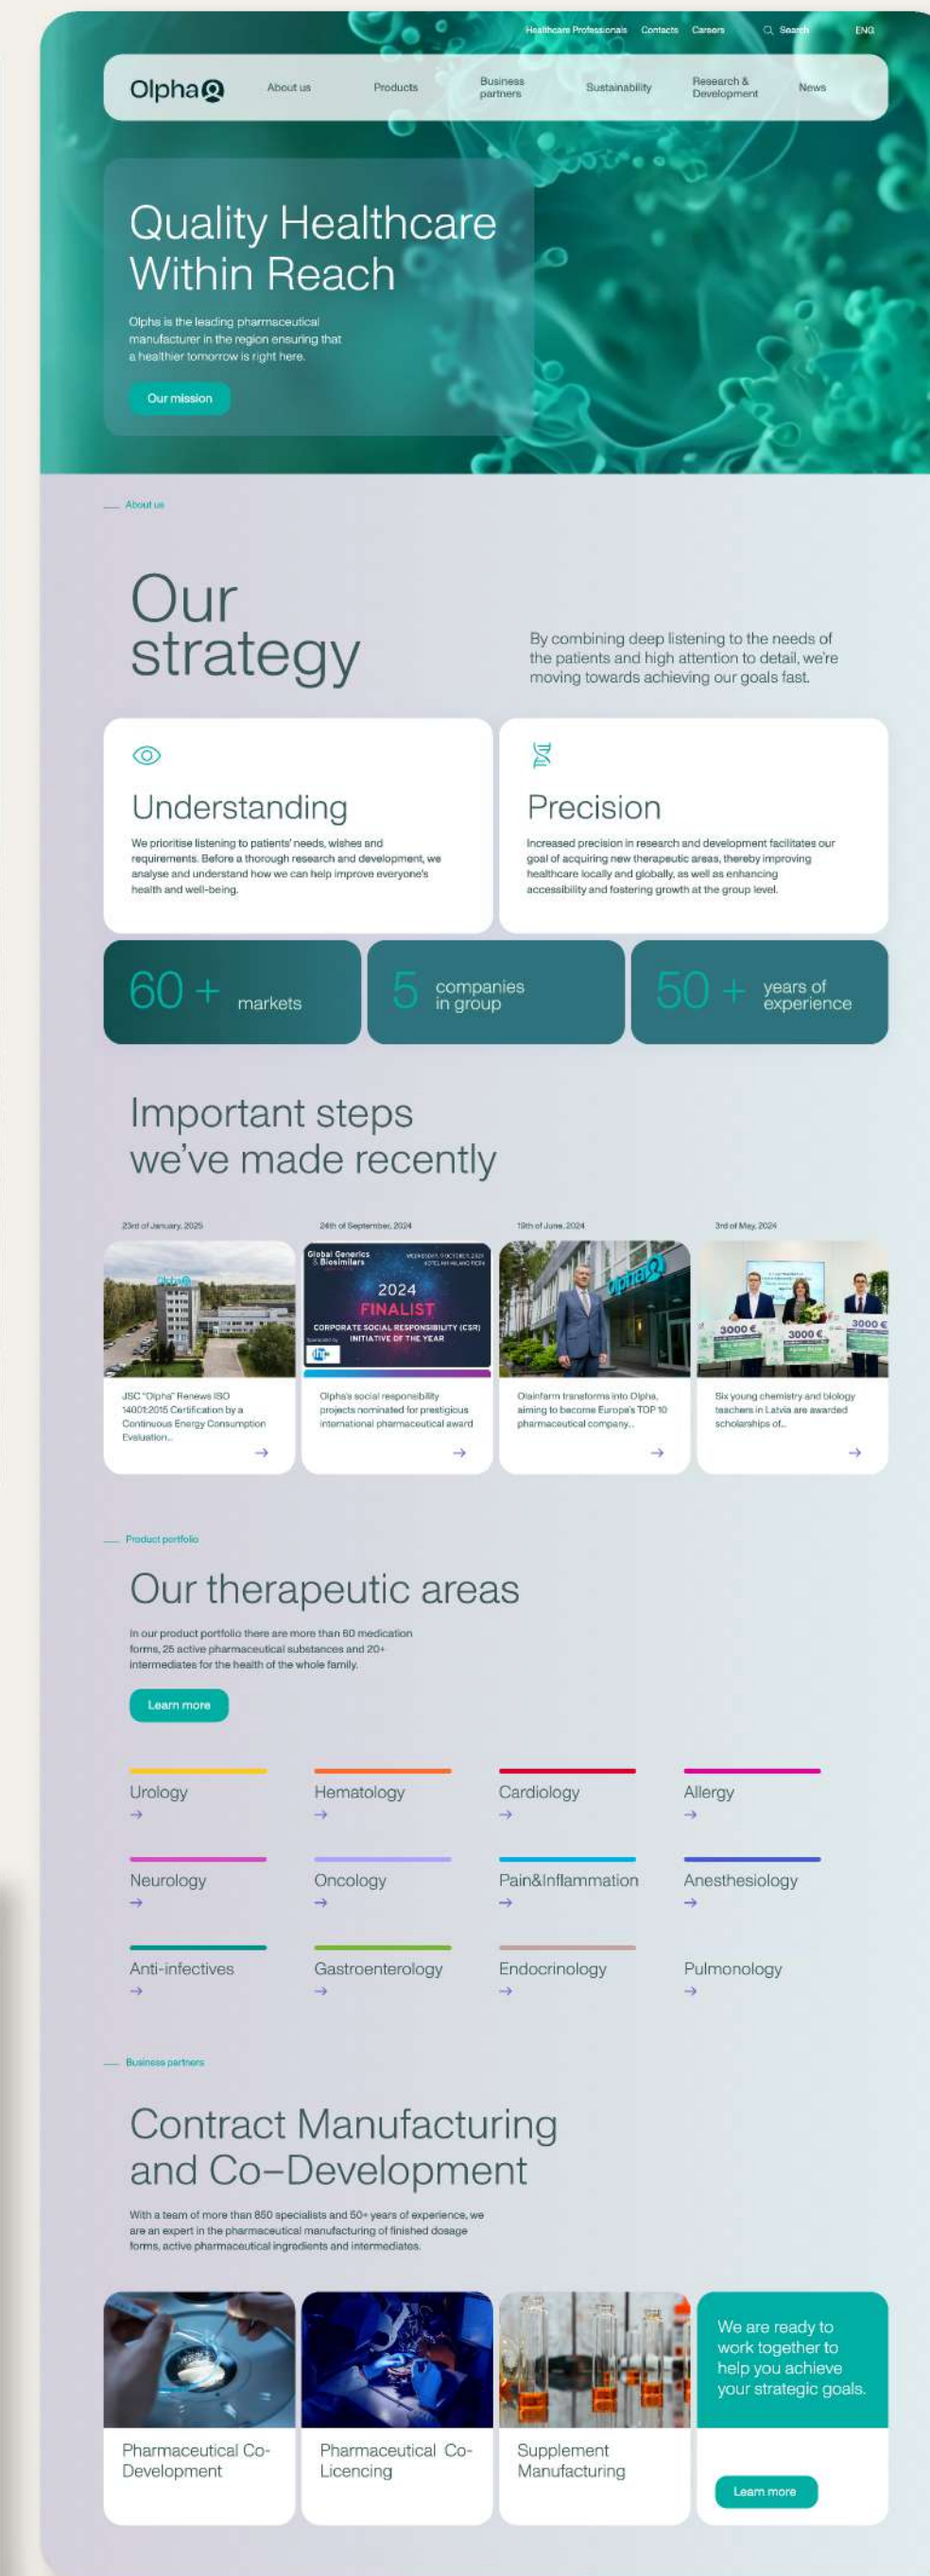 Healthcare Professionals Contacts Careers Search ENG
Olpha
About us
Products
Business
partners
Sustainability
Research &
Development
News
Quality Healthcare
Within Reach
Olpha is the leading pharmaceutical
manufacturer in the region ensuring that
a healthier tomorrow is right here.
Our mission
About us
Our
strategy
By combining deep listening to the needs of
the patients and high attention to detail, we're
moving towards achieving our goals fast.
Understanding
We prioritise listening to patients' needs, wishes and
requirements. Before a thorough research and development, we
analyse and understand how we can help improve everyone's
health and well-being.
Precision
Increased precision in research and development facilitates our
goal of acquiring new therapeutic areas, thereby improving
healthcare locally and globally, as well as enhancing
accessibility and fostering growth at the group level.
60 + markets
5 companies
in group
50 + years of
experience
Important steps
we've made recently
23rd of January, 2025
Olpha
JSC "Olpha" Renews ISO
14001:2015 Certification by a
Continuous Energy Consumption
Evaluation...
24th of September, 2024
Global Generics
& Biosimilars
2024
FINALIST
CORPORATE SOCIAL RESPONSIBILITY (CSR)
INITIATIVE OF THE YEAR
Olpha's social responsibility
projects nominated for prestigious
international pharmaceutical award
19th of June, 2024
olpha
Olainfarm transforms into Olpha,
aiming to become Europe's TOP 10
pharmaceutical company...
3rd of May, 2024
3000 €
3000 €
3000 €
Six young chemistry and biology
teachers in Latvia are awarded
scholarships of...
Product portfolio
Our therapeutic areas
In our product portfolio there are more than 60 medication
forms, 25 active pharmaceutical substances and 20+
intermediates for the health of the whole family.
Learn more
Urology
Hematology
Cardiology
Allergy
Neurology
Oncology
Pain&Inflammation
Anesthesiology
Anti-infectives
Gastroenterology
Endocrinology
Pulmonology
Business partners
Contract Manufacturing
and Co–Development
With a team of more than 850 specialists and 50+ years of experience, we
are an expert in the pharmaceutical manufacturing of finished dosage
forms, active pharmaceutical ingredients and intermediates.
Pharmaceutical Co-
Development
Pharmaceutical Co-
Licencing
Supplement
Manufacturing
We are ready to
work together to
help you achieve
your strategic goals.
Learn more